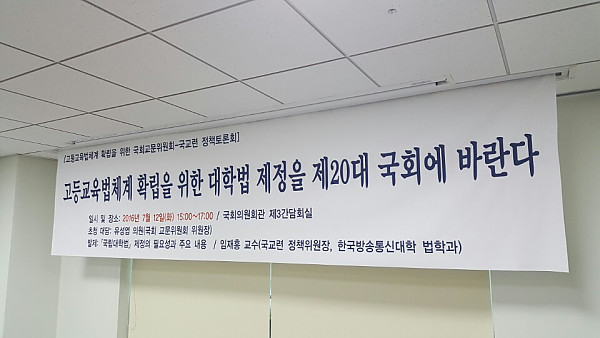 [고등교육법체계 확립을 위한 국회교문위원회-국교련 정책토론회]
고등교육법체계 확립을 위한 대학법 제정을 제20대 국회에 바란다
일시 및 장소: 2016년 7월 12일(화) 15:00~17:00 / 국회의원회관 제3간담회실
초청 대담: 유성엽 의원(국회 교문위원회 위원장)
발제: 「국립대학법」 제정의 필요성과 주요 내용 / 임재홍 교수(국교련 정책위원장, 한국방송통신대학 법학과)